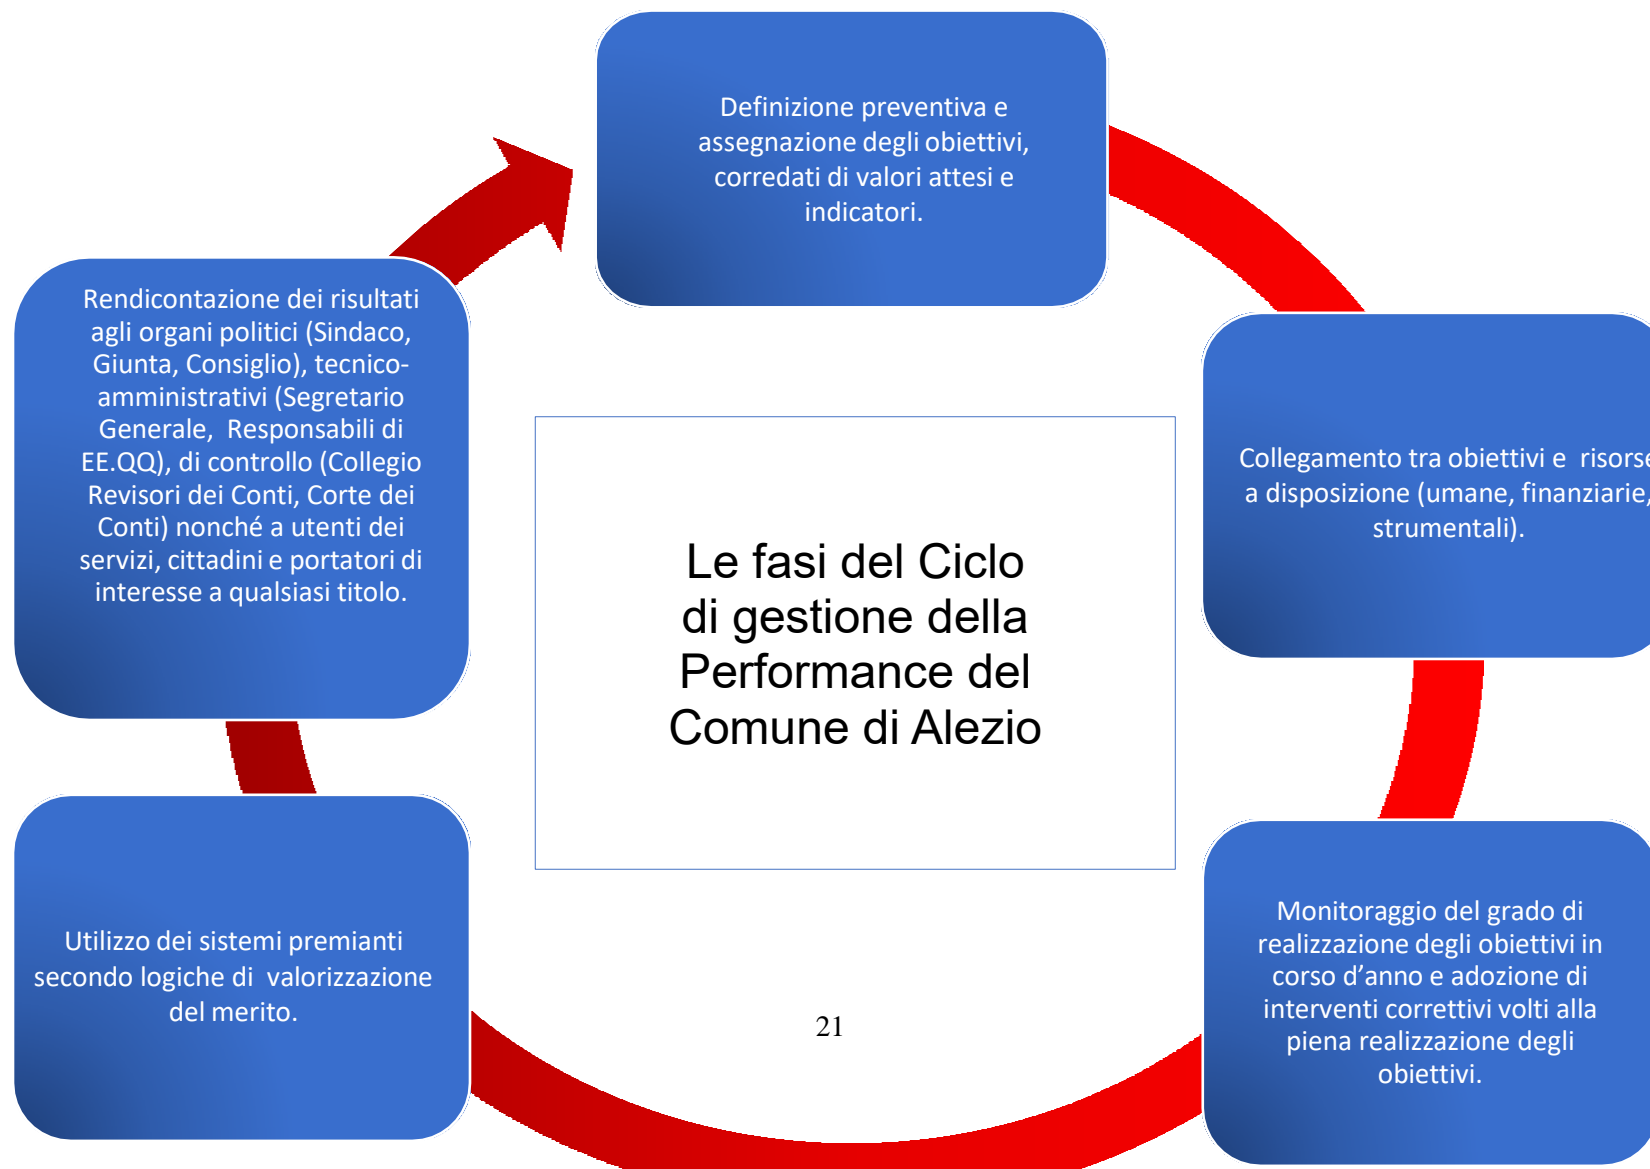 Definizione preventiva e
assegnazione degli obiettivi,
corredati di valori attesi e
indicatori.
Collegamento tra obiettivi e  risorse
a disposizione (umane, finanziarie,
strumentali).
Monitoraggio del grado di
realizzazione degli obiettivi in
corso d’anno e adozione di
interventi correttivi volti alla
piena realizzazione degli
obiettivi.
Utilizzo dei sistemi premianti
secondo logiche di  valorizzazione
del merito.
Rendicontazione dei risultati
agli organi politici (Sindaco,
Giunta, Consiglio), tecnico-
amministrativi (Segretario
Generale,  Responsabili di
EE.QQ), di controllo (Collegio
Revisori dei Conti, Corte dei
Conti) nonché a utenti dei
servizi, cittadini e portatori di
interesse a qualsiasi titolo.
Le fasi del Ciclo
di gestione della
Performance del
Comune di Alezio
21